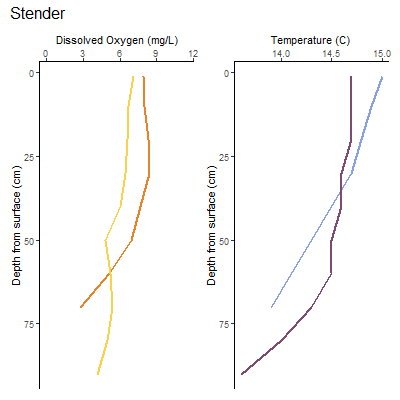 Stender
Dissolved Oxygen (mg/L)
0 3 6 9 12
0
25
50
75
Depth from surface (cm)
Temperature (C)
14.0 14.5 15.0
0
25
50
75
Depth from surface (cm)